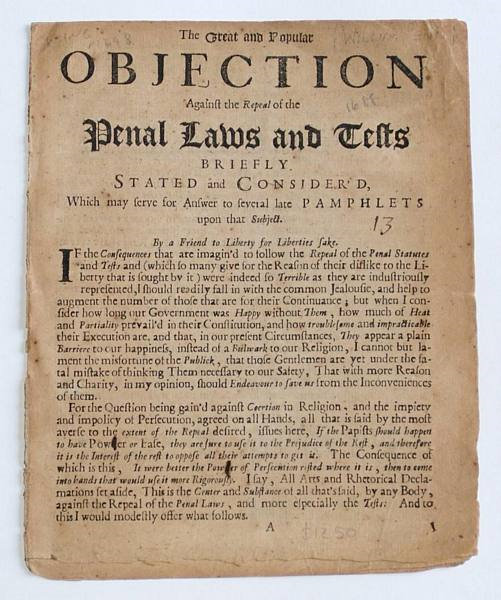 The Great and Popular
OBJECTION
Againſt the Repeal of the
Penal Laws and Teſts
BRIEFLY
STATED and CONSIDER'D,
Which may ſerve for Anſwer to ſeveral late PAMPHLETS
upon that Subject.
13
By a Friend to Liberty for Liberties ſake.
IF the Conſequences that are imagin'd to follow the Repeal of the Penal Statutes
and Teſts and (which ſo many give for the Reaſon of their diſlike to the Li-
berty that is ſought by it) were indeed ſo Terrible as they are induſtriouſly
repreſented, I ſhould readily fall in with the common Jealouſie, and help to
augment the number of thoſe that are for their Continuance; but when I con-
ſider how long our Government was Happy without Them, how much of Heat
and Partiality prevail'd in their Conſtitution, and how troubleſome and impracticable
their Execution are, and that, in our preſent Circumſtances, They appear a plain
Barriere to our happineſs, inſtead of a Bulwark to our Religion, I cannot but la-
ment the misfortune of the Publick, that thoſe Gentlemen are yet under the fa-
tal miſtake of thinking Them neceſſary to our Safety, That with more Reaſon
and Charity, in my opinion, ſhould Endeavour to ſave us from the Inconveniences
of them.
For the Queſtion being gain'd againſt Coertion in Religion, and the impiety
and impolicy of Perſecution, agreed on all Hands, all that is ſaid by the moſt
averſe to the extent of the Repeal deſired, iſſues here, If the Papiſts ſhould happen
to have Power or Eaſe, they are ſure to uſe it to the Prejudice of the Reſt, and therefore
it is the Intereſt of the reſt to oppoſe all their attempts to get it. The Conſequence of
which is this, It were better the Power of Perſecution reſted where it is, then to come
into hands that would uſe it more Rigorouſly. I ſay, All Arts and Rhetorical Decla-
mations ſet aſide, This is the Center and Subſtance of all that's ſaid, by any Body,
againſt the Repeal of the Penal Laws, and more eſpecially the Teſts: And to
this I would modeſtly offer what follows.
A